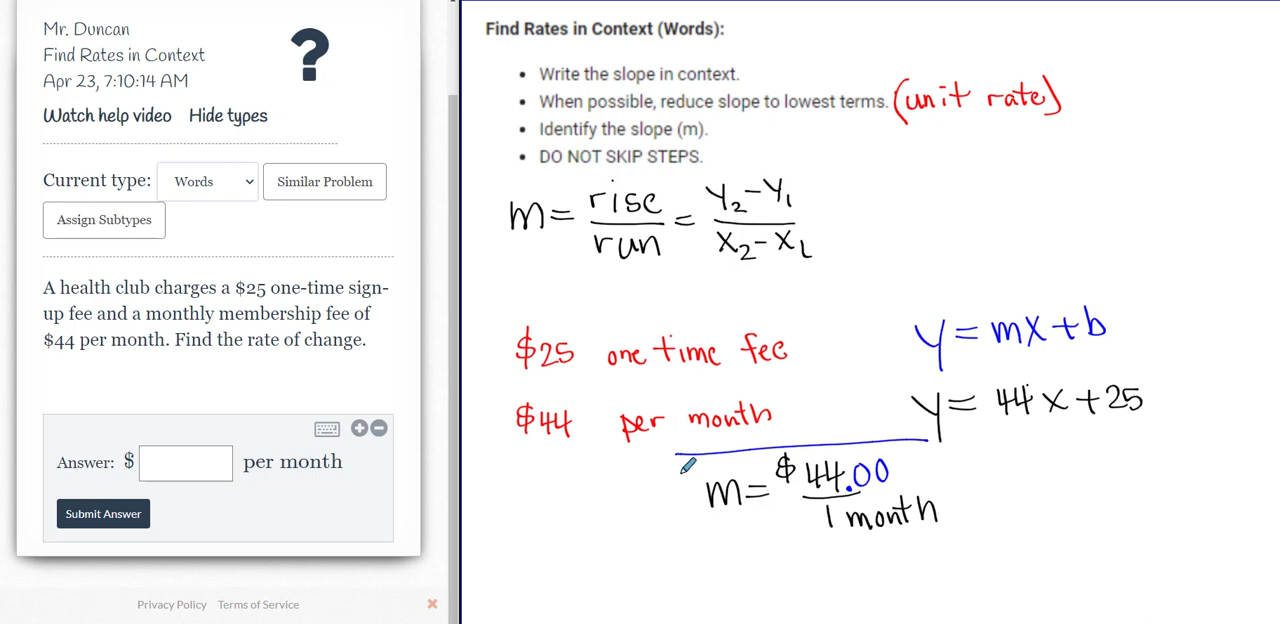 Mr. Duncan
Find Rates in Context
Apr 23, 7:10:14 AM
Watch help video Hide types
Current type: Words Similar Problem
Assign Subtypes
A health club charges a $25 one-time sign-
up fee and a monthly membership fee of
$44 per month. Find the rate of change.
Answer: $ per month
Submit Answer
Privacy Policy Terms of Service
Find Rates in Context (Words):
• Write the slope in context.
• When possible, reduce slope to lowest terms. (unit rate)
• Identify the slope (m).
• DO NOT SKIP STEPS.
m = rise/run = Y₂-Y₁/X₂-X₁
$25 one time fee
y = mx + b
$44 per month
y = 44x + 25
m = $44.00/1 month